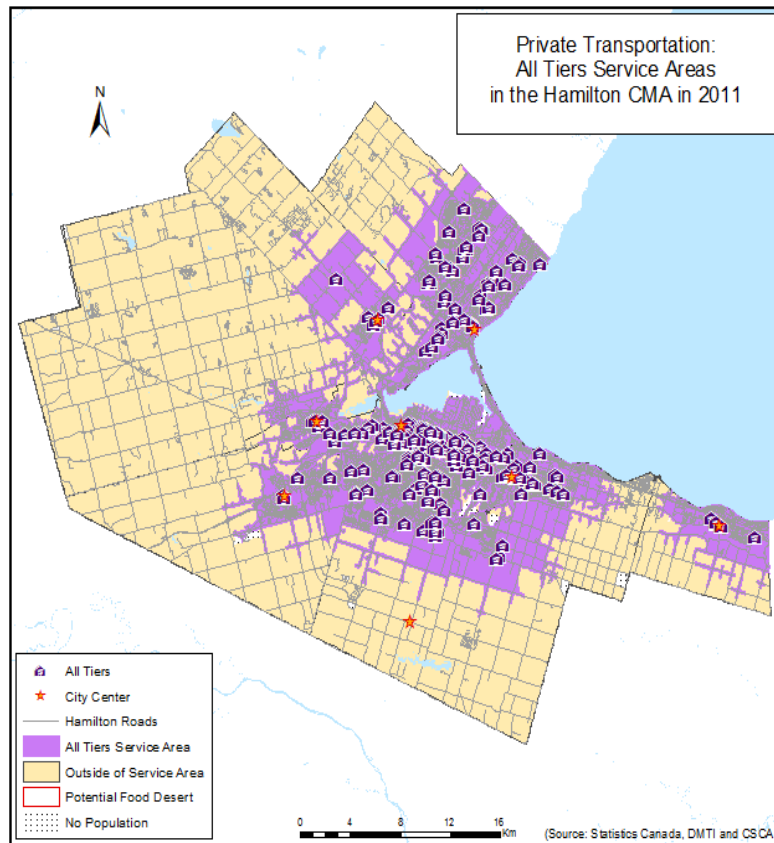 Private Transportation:
All Tiers Service Areas
in the Hamilton CMA in 2011
N
All Tiers
City Center
Hamilton Roads
All Tiers Service Area
Outside of Service Area
Potential Food Desert
No Population
0 4 8 12 16
Km
(Source: Statistics Canada, DMTI and CSCA